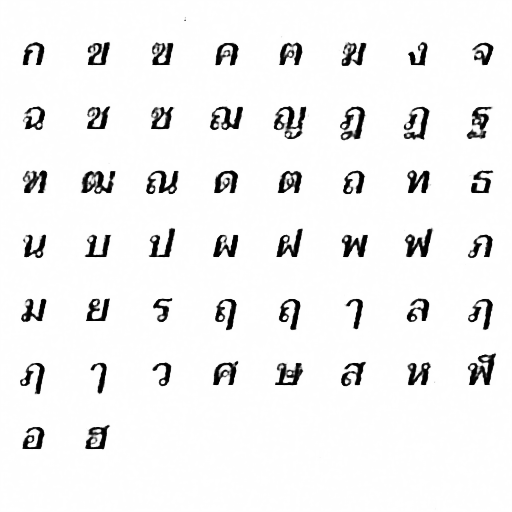 ก ข ฃ ค ฅ ฆ ง จ
ฉ ช ซ ฌ ญ ฎ ฏ ฐ
ฑ ฒ ณ ด ต ถ ท ธ
น บ ป ผ ฝ พ ฟ ภ
ม ย ร ฤ ฤ ๅ ล ฦ
ฦ ๅ ว ศ ษ ส ห ฬ
อ ฮ